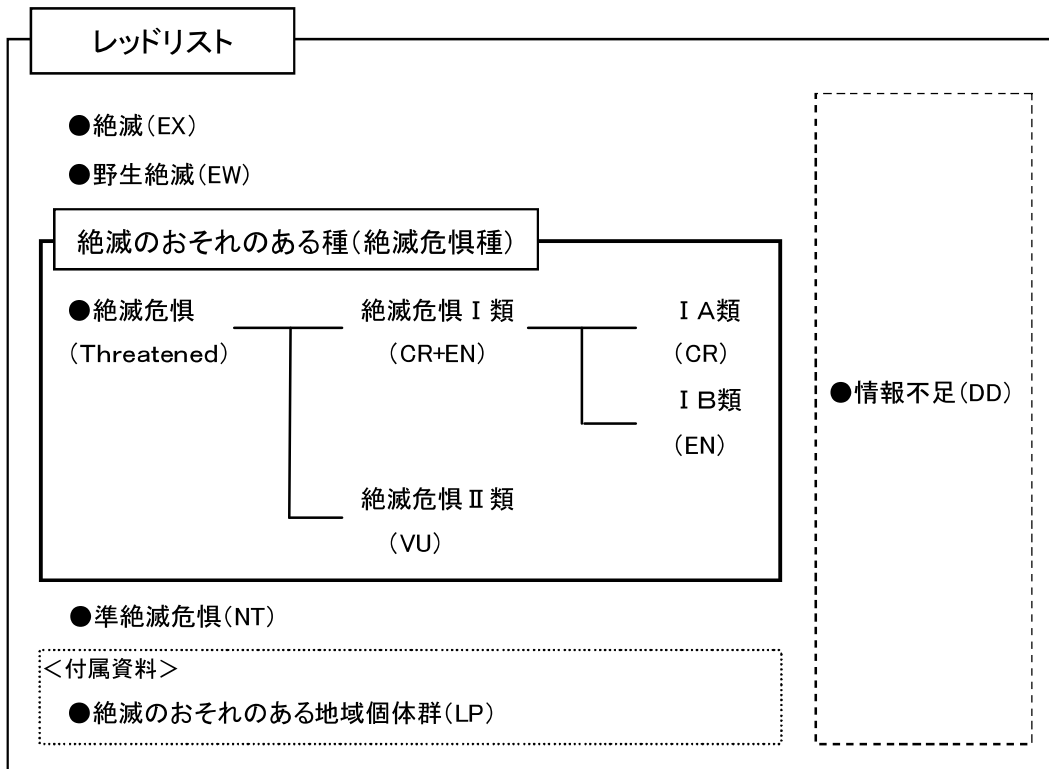 レッドリスト
●絶滅(EX)
●野生絶滅(EW)
絶滅のおそれのある種(絶滅危惧種)
●絶滅危惧
(Threatened)
絶滅危惧Ⅰ類
(CR+EN)
ⅠA類
(CR)
ⅠB類
(EN)
絶滅危惧Ⅱ類
(VU)
●準絶滅危惧(NT)
<付属資料>
●絶滅のおそれのある地域個体群(LP)
●情報不足(DD)